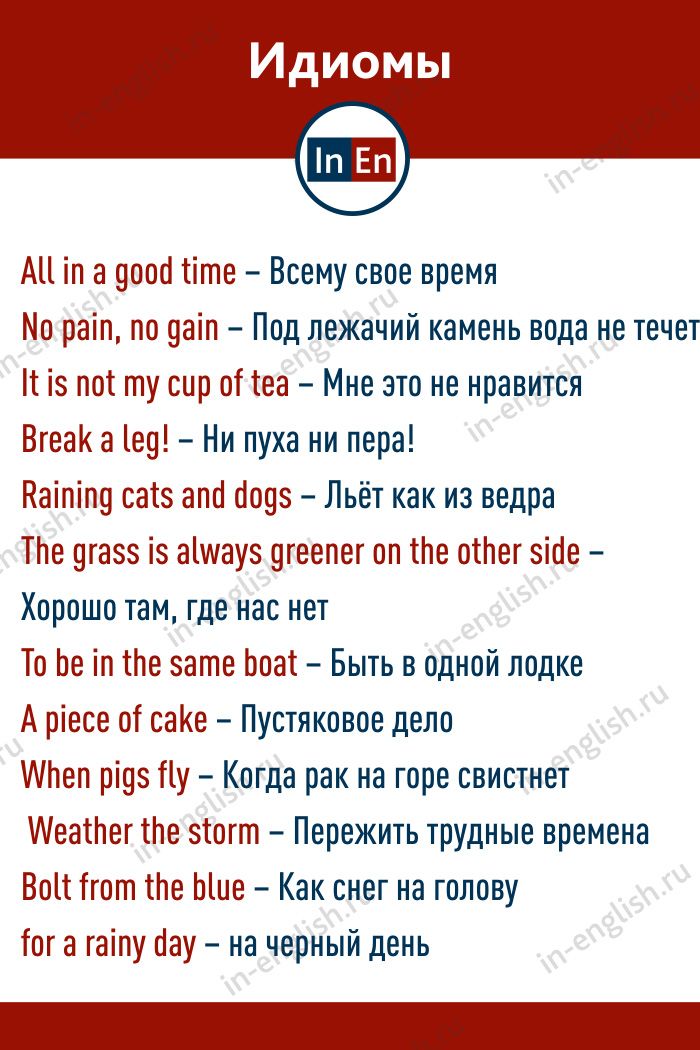 Идиомы
In En
All in a good time – Всему свое время
No pain, no gain – Под лежачий камень вода не течет
It is not my cup of tea – Мне это не нравится
Break a leg! – Ни пуха ни пера!
Raining cats and dogs – Льёт как из ведра
The grass is always greener on the other side –
Хорошо там, где нас нет
To be in the same boat – Быть в одной лодке
A piece of cake – Пустяковое дело
When pigs fly – Когда рак на горе свистнет
Weather the storm – Пережить трудные времена
Bolt from the blue – Как снег на голову
for a rainy day – на черный день
in-english.ru